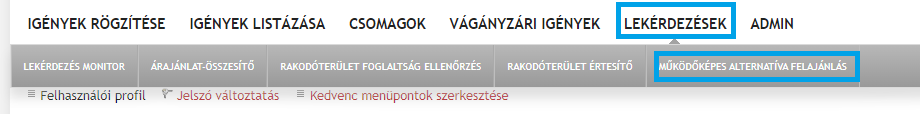 IGÉNYEK RÖGZÍTÉSE IGÉNYEK LISTÁZÁSA CSOMAGOK VÁGÁNYZÁRI IGÉNYEK LEKÉRDEZÉSEK ADMIN
LEKÉRDEZÉS MONITOR ÁRAJÁNLAT-ÖSSZESÍTŐ RAKODÓTERÜLET FOGLALTSÁG ELLENŐRZÉS RAKODÓTERÜLET ÉRTESÍTŐ MŰKÖDŐKÉPES ALTERNATÍVA FELAJÁNLÁS
Felhasználói profil Jelszó változtatás Kedvenc menüpontok szerkesztése